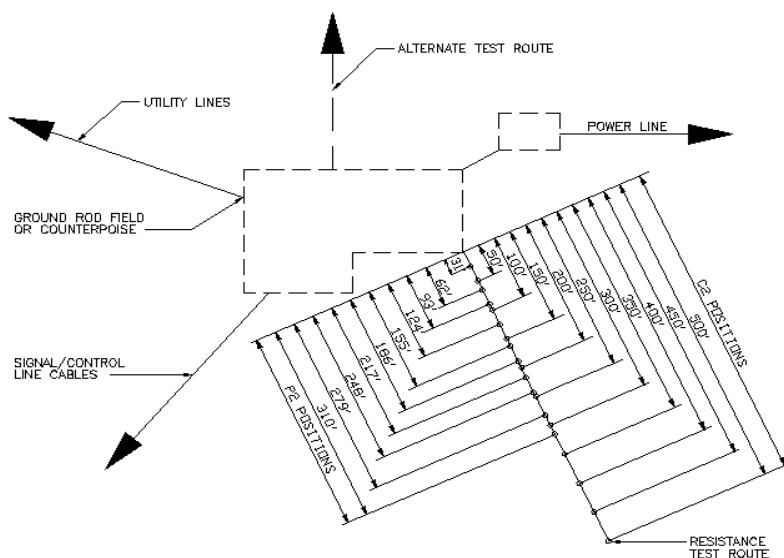 ALTERNATE TEST ROUTE
UTILITY LINES
POWER LINE
GROUND ROD FIELD
OR COUNTERPOISE
31'
62'
93'
124'
155'
186'
217'
248'
279'
310'
P2 POSITIONS
50'
100'
150'
200'
250'
300'
350'
400'
450'
500'
C2 POSITIONS
SIGNAL/CONTROL
LINE CABLES
RESISTANCE
TEST ROUTE